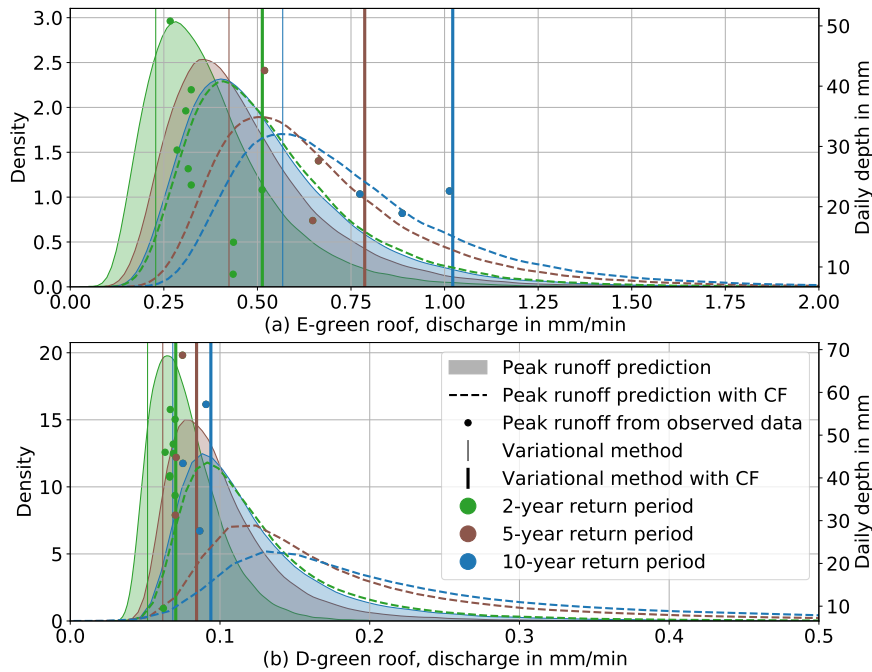 3.0
2.5
2.0
1.5
1.0
0.5
0.0
Density
50
40
30
20
10
Daily depth in mm
0.00 0.25 0.50 0.75 1.00 1.25 1.50 1.75 2.00
(a) E-green roof, discharge in mm/min
20
15
10
5
0
Density
70
60
50
40
30
20
10
Daily depth in mm
Peak runoff prediction
Peak runoff prediction with CF
Peak runoff from observed data
Variational method
Variational method with CF
2-year return period
5-year return period
10-year return period
0.0 0.1 0.2 0.3 0.4 0.5
(b) D-green roof, discharge in mm/min